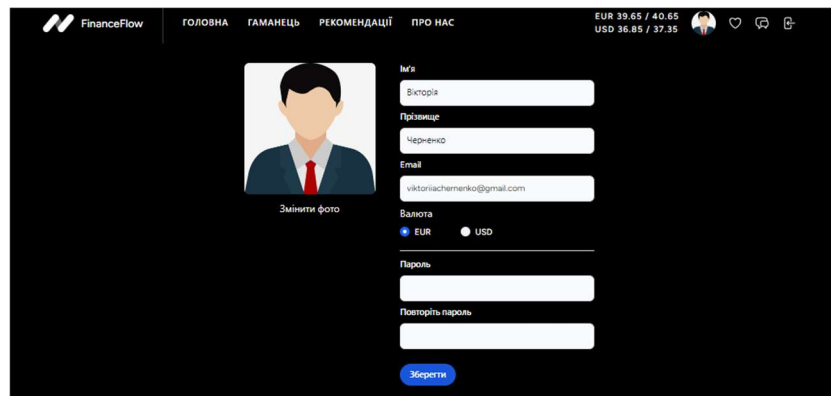 FinanceFlow
ГОЛОВНА ГАМАНЕЦЬ РЕКОМЕНДАЦІЇ ПРО НАС
EUR 39.65 / 40.65
USD 36.85 / 37.35
Змінити фото
Ім'я
Вікторія
Прізвище
Черненко
Email
viktoriiachernenko@gmail.com
Валюта
EUR USD
Пароль
Повторіть пароль
Зберегти